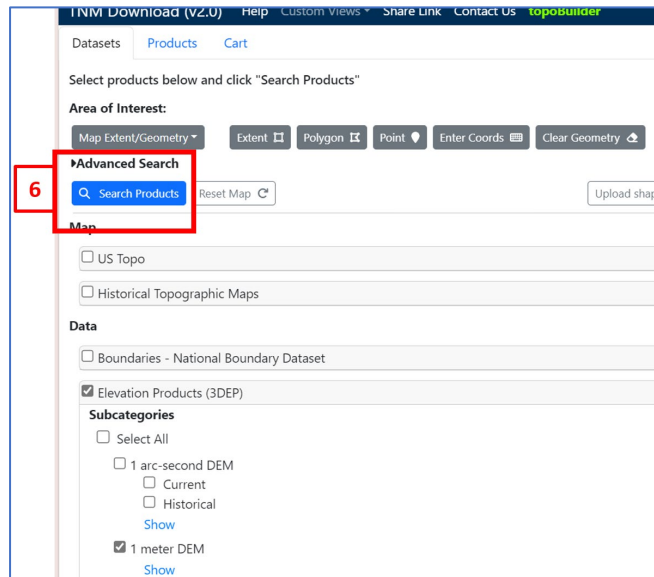 TNM Download (v2.0) Help Custom Views Share Link Contact Us topoBuilder
Datasets Products Cart
Select products below and click "Search Products"
Area of Interest:
Map Extent/Geometry Extent Polygon Point Enter Coords Clear Geometry
Advanced Search
6 Search Products Reset Map Upload shap
Map
US Topo
Historical Topographic Maps
Data
Boundaries - National Boundary Dataset
Elevation Products (3DEP)
Subcategories
Select All
1 arc-second DEM
Current
Historical
Show
1 meter DEM
Show